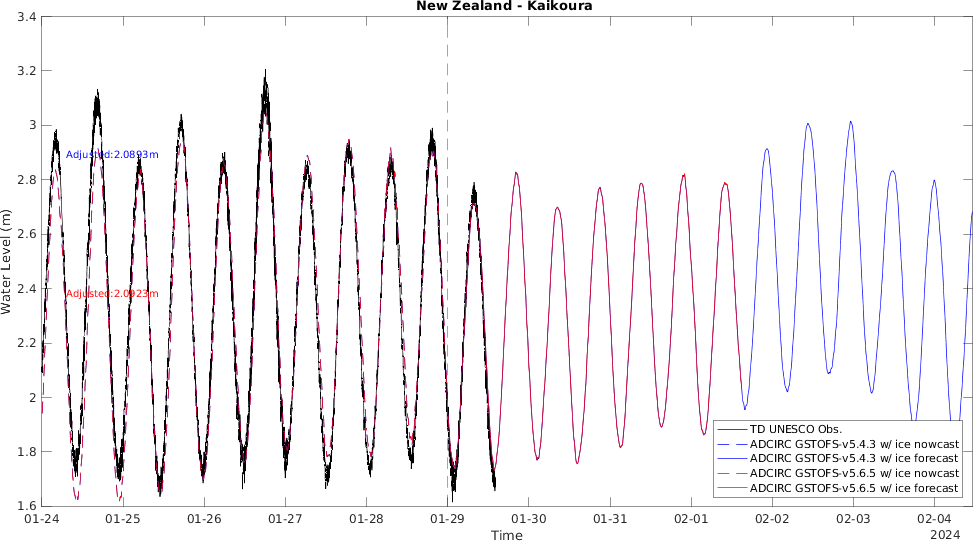 New Zealand - Kaikoura
3.4
3.2
3
2.8
2.6
2.4
2.2
2
1.8
1.6
Water Level (m)
Adjusted:2.0893m
Adjusted:2.0923m
TD UNESCO Obs.
ADCIRC GSTOFS-v5.4.3 w/ ice nowcast
ADCIRC GSTOFS-v5.4.3 w/ ice forecast
ADCIRC GSTOFS-v5.6.5 w/ ice nowcast
ADCIRC GSTOFS-v5.6.5 w/ ice forecast
01-24 01-25 01-26 01-27 01-28 01-29 01-30 01-31 02-01 02-02 02-03 02-04
Time
2024